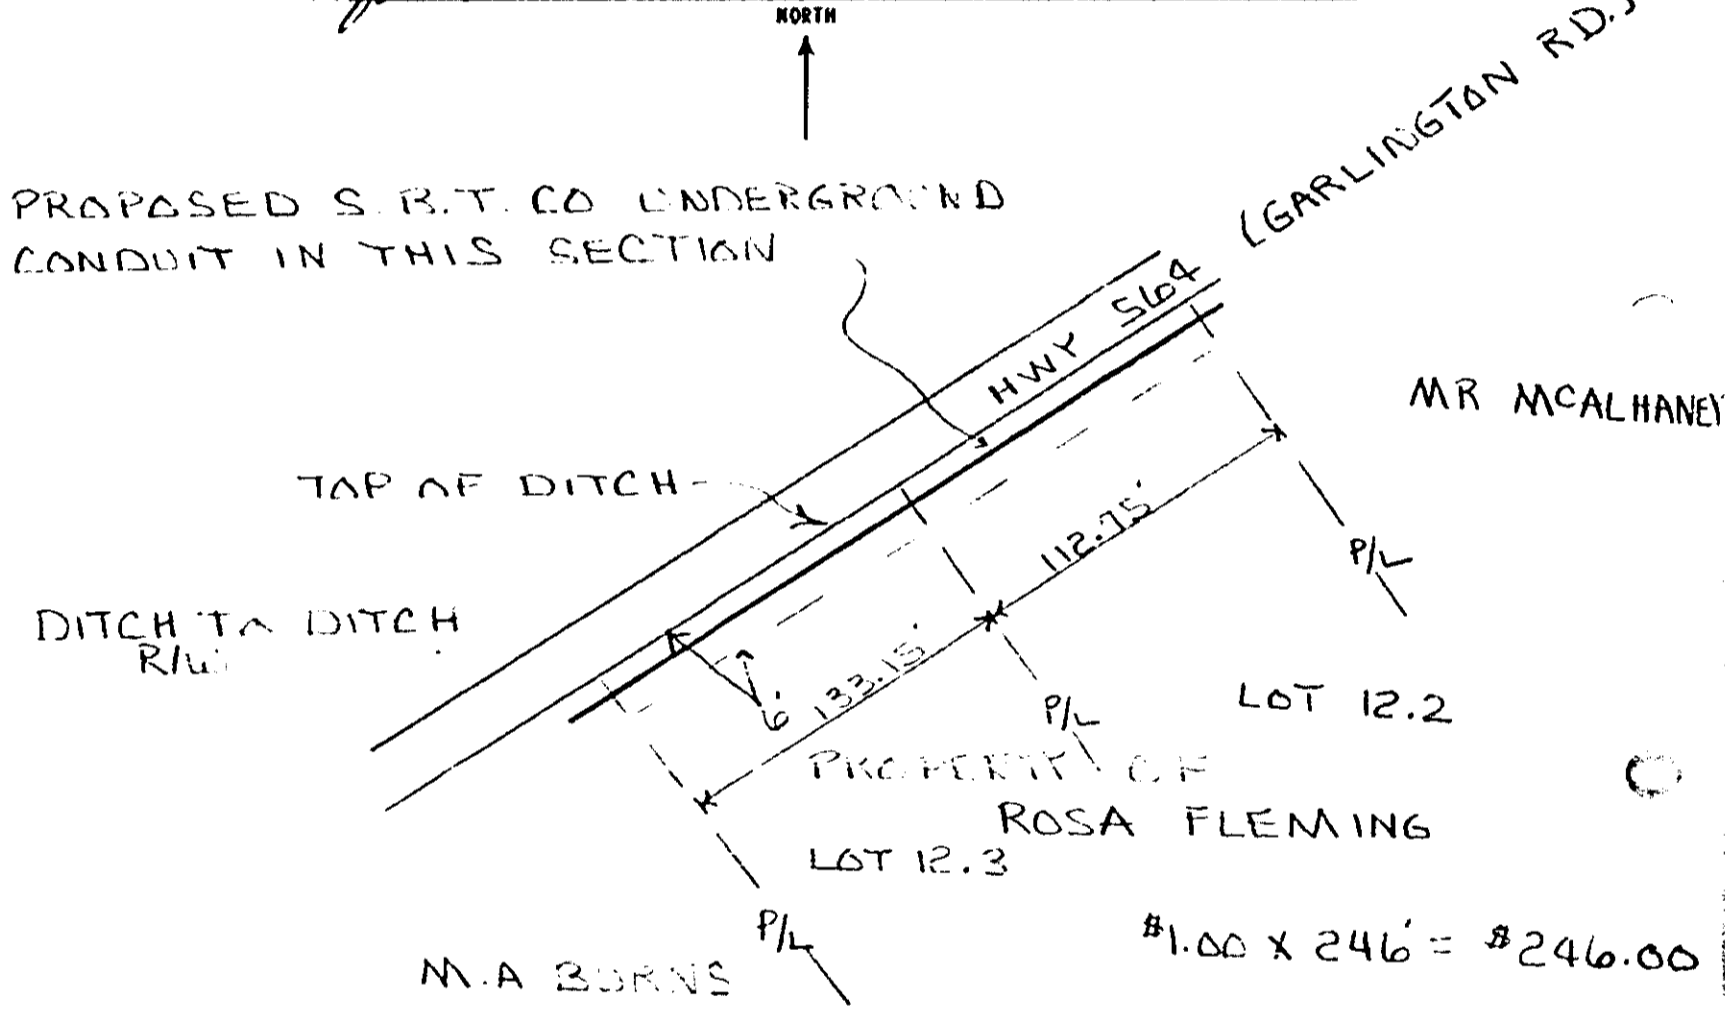 NORTH
(GARLINGTON RD.)
PROPOSED S.B.T. CO UNDERGROUND
CONDUIT IN THIS SECTION
HWY 564
MR MCALHANEY
TOP OF DITCH
112.75'
P/L
DITCH TO DITCH
R/W
133.15'
6'
P/L
LOT 12.2
PROPERTY OF
ROSA FLEMING
LOT 12.3
P/L
$1.00 X 246' = $246.00
M.A BURNS